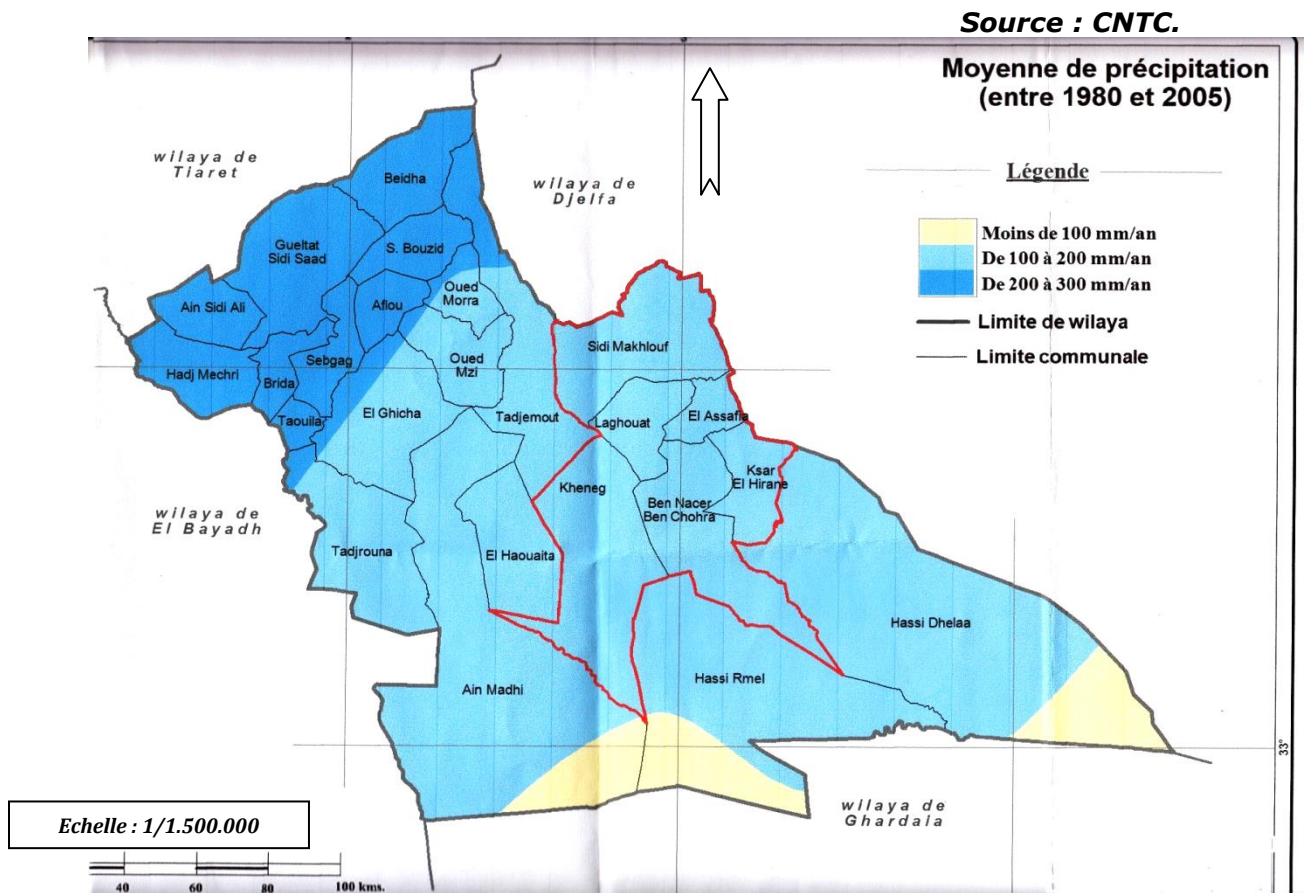 Source : CNTC.
Moyenne de précipitation
(entre 1980 et 2005)
Légende
Moins de 100 mm/an
De 100 à 200 mm/an
De 200 à 300 mm/an
Limite de wilaya
Limite communale
wilaya de
Tiaret
wilaya de
Djelfa
Beidha
Gueltat
Sidi Saad
S. Bouzid
Ain Sidi Ali
Aflou
Oued
Morra
Sidi Makhlouf
Hadj Mechri
Brida
Sebgag
Oued
Mzi
Taouila
El Ghicha
Tadjemout
Laghouat
El Assafia
Ksar
El Hirane
Kheneg
Ben Nacer
Ben Chohra
wilaya de
El Bayadh
Tadjrouna
El Haouaita
Hassi Dhelaa
Ain Madhi
Hassi Rmel
33°
wilaya de
Ghardaia
Echelle : 1/1.500.000
40 60 80 100 kms.